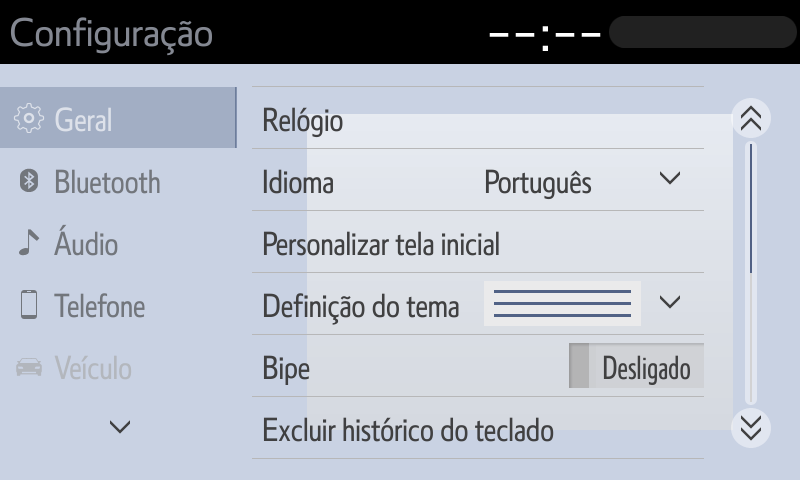 Configuração --:--
Geral
Relógio
Bluetooth
Idioma Português
Áudio
Personalizar tela inicial
Telefone
Definição do tema
Veículo
Bipe Desligado
Excluir histórico do teclado